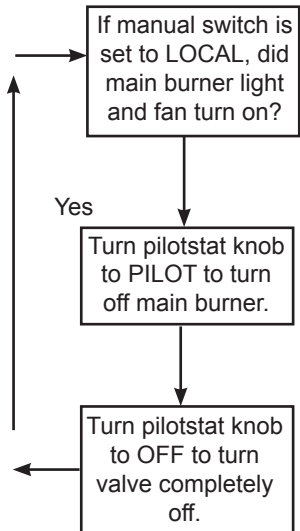 If manual switch is
set to LOCAL, did
main burner light
and fan turn on?
Yes
Turn pilotstat knob
to PILOT to turn
off main burner.
Turn pilotstat knob
to OFF to turn
valve completely
off.